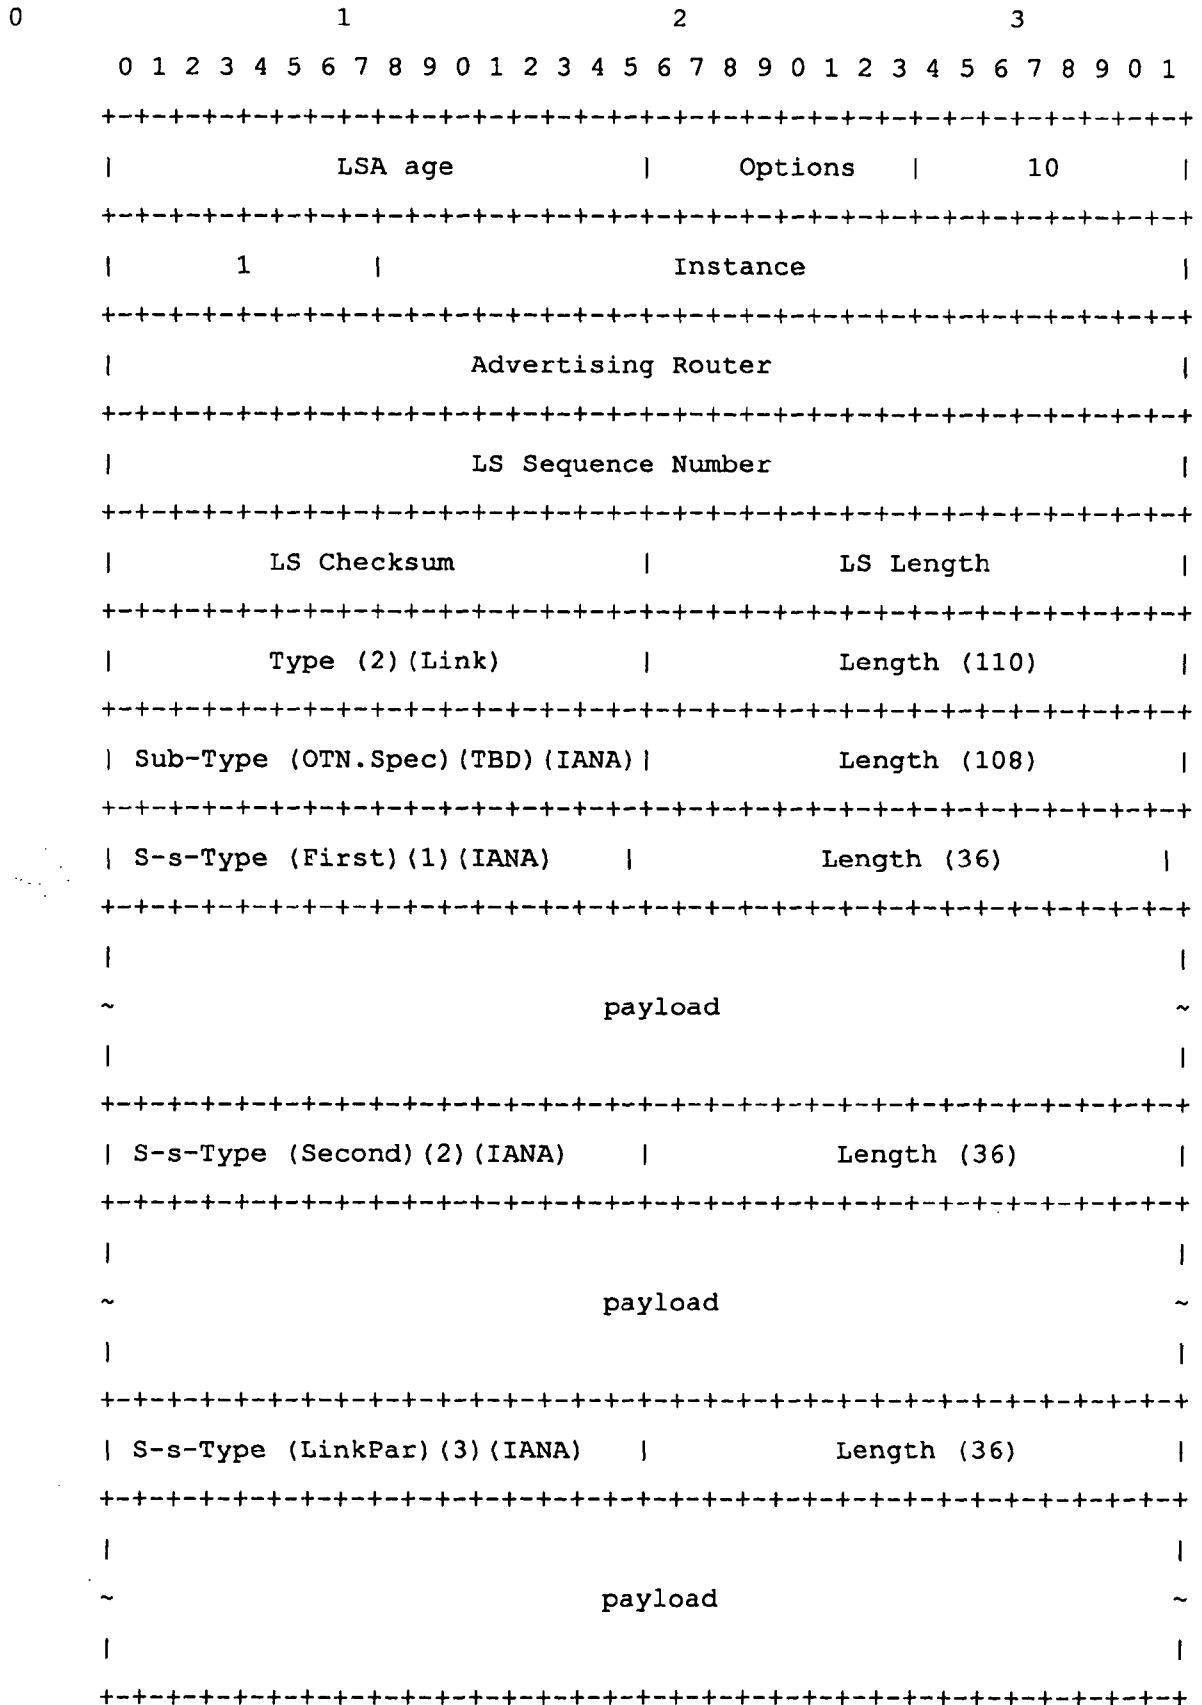 0 1 2 3
0 1 2 3 4 5 6 7 8 9 0 1 2 3 4 5 6 7 8 9 0 1 2 3 4 5 6 7 8 9 0 1
+-+-+-+-+-+-+-+-+-+-+-+-+-+-+-+-+-+-+-+-+-+-+-+-+-+-+-+-+-+-+-+-+
| LSA age | Options | 10 |
+-+-+-+-+-+-+-+-+-+-+-+-+-+-+-+-+-+-+-+-+-+-+-+-+-+-+-+-+-+-+-+-+
| 1 | Instance |
+-+-+-+-+-+-+-+-+-+-+-+-+-+-+-+-+-+-+-+-+-+-+-+-+-+-+-+-+-+-+-+-+
| Advertising Router |
+-+-+-+-+-+-+-+-+-+-+-+-+-+-+-+-+-+-+-+-+-+-+-+-+-+-+-+-+-+-+-+-+
| LS Sequence Number |
+-+-+-+-+-+-+-+-+-+-+-+-+-+-+-+-+-+-+-+-+-+-+-+-+-+-+-+-+-+-+-+-+
| LS Checksum | LS Length |
+-+-+-+-+-+-+-+-+-+-+-+-+-+-+-+-+-+-+-+-+-+-+-+-+-+-+-+-+-+-+-+-+
| Type (2)(Link) | Length (110) |
+-+-+-+-+-+-+-+-+-+-+-+-+-+-+-+-+-+-+-+-+-+-+-+-+-+-+-+-+-+-+-+-+
| Sub-Type (OTN.Spec)(TBD)(IANA)| Length (108) |
+-+-+-+-+-+-+-+-+-+-+-+-+-+-+-+-+-+-+-+-+-+-+-+-+-+-+-+-+-+-+-+-+
| S-s-Type (First)(1)(IANA) | Length (36) |
+-+-+-+-+-+-+-+-+-+-+-+-+-+-+-+-+-+-+-+-+-+-+-+-+-+-+-+-+-+-+-+-+
| |
~ payload ~
| |
+-+-+-+-+-+-+-+-+-+-+-+-+-+-+-+-+-+-+-+-+-+-+-+-+-+-+-+-+-+-+-+-+
| S-s-Type (Second)(2)(IANA) | Length (36) |
+-+-+-+-+-+-+-+-+-+-+-+-+-+-+-+-+-+-+-+-+-+-+-+-+-+-+-+-+-+-+-+-+
| |
~ payload ~
| |
+-+-+-+-+-+-+-+-+-+-+-+-+-+-+-+-+-+-+-+-+-+-+-+-+-+-+-+-+-+-+-+-+
| S-s-Type (LinkPar)(3)(IANA) | Length (36) |
+-+-+-+-+-+-+-+-+-+-+-+-+-+-+-+-+-+-+-+-+-+-+-+-+-+-+-+-+-+-+-+-+
| |
~ payload ~
| |
+-+-+-+-+-+-+-+-+-+-+-+-+-+-+-+-+-+-+-+-+-+-+-+-+-+-+-+-+-+-+-+-+